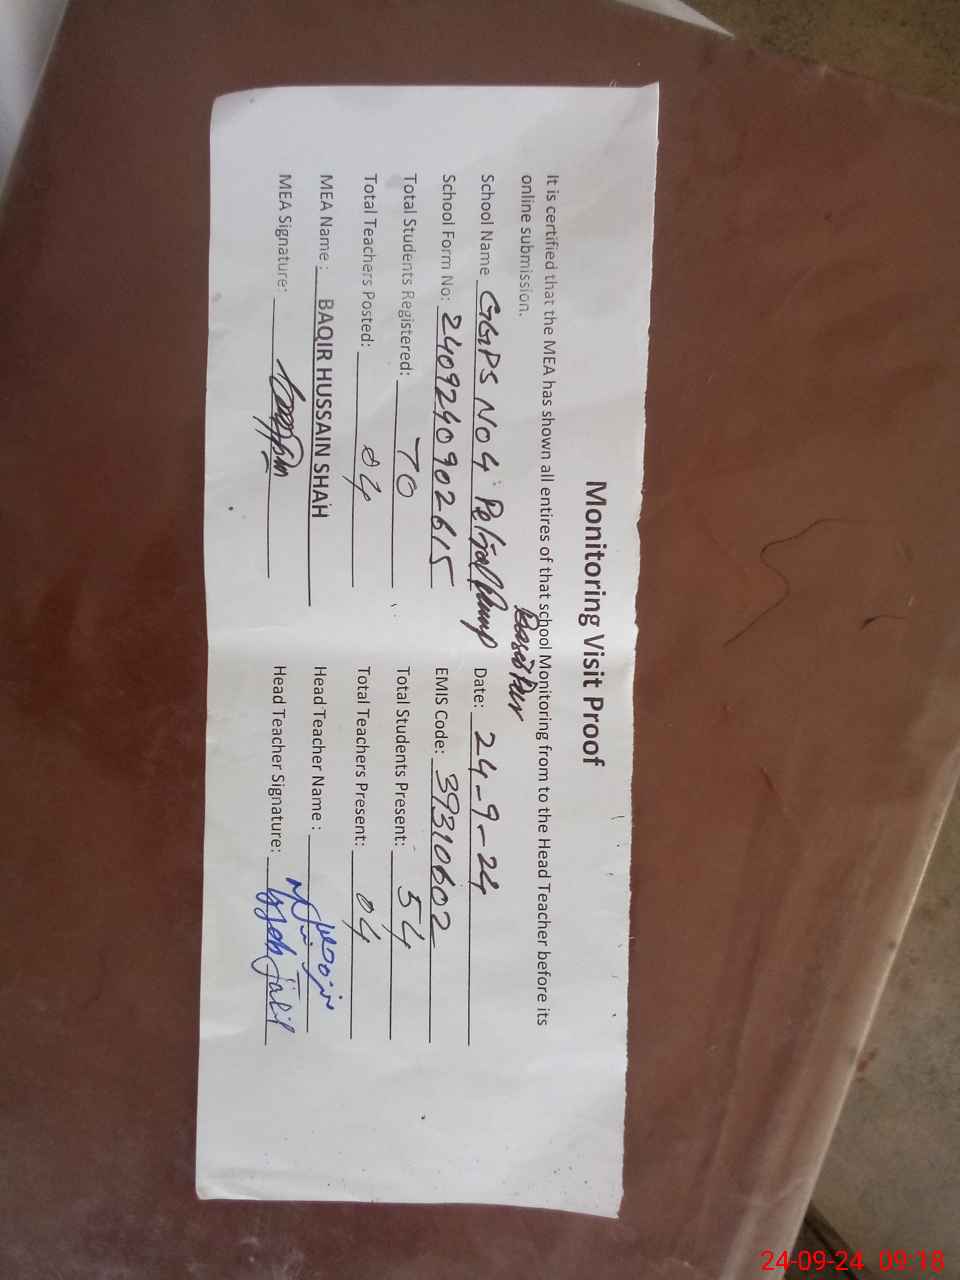 Monitoring Visit Proof
It is certified that the MEA has shown all entires of that school Monitoring from to the Head Teacher before its
online submission.
School Name GGPS No 4 Petrol Pump Date: 24-9-24
School Form No: 2409240902615 EMIS Code: 39310602
Total Students Registered: 70 Total Students Present: 54
Total Teachers Posted: 04 Total Teachers Present: 04
MEA Name : BAQIR HUSSAIN SHAH Head Teacher Name :
MEA Signature: Head Teacher Signature: Jalil
24-09-24 09:18